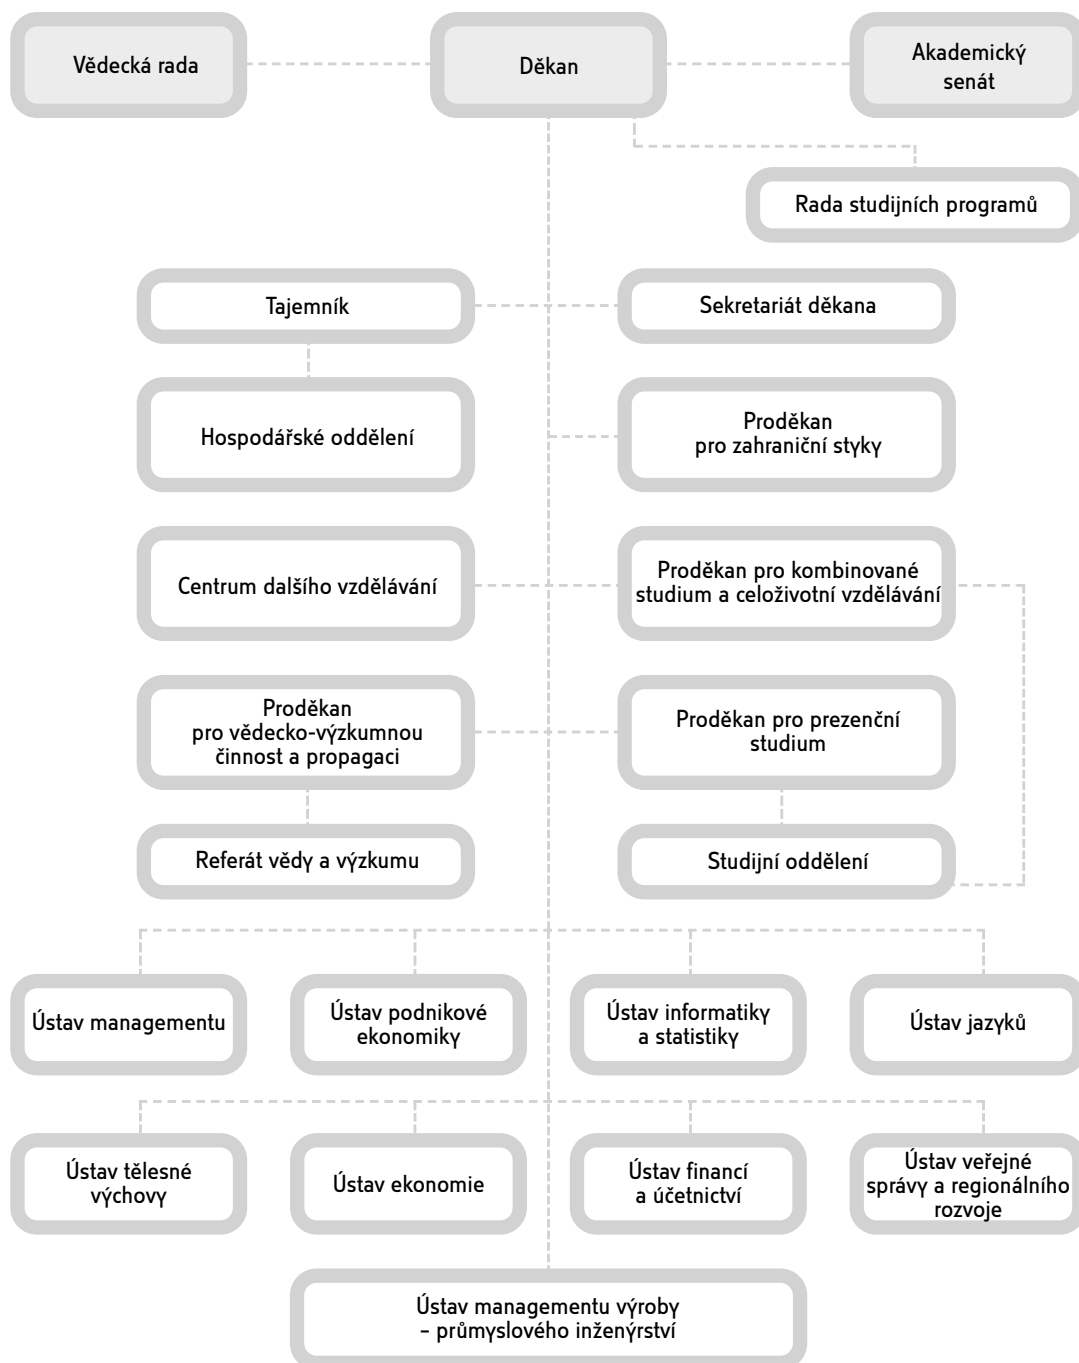 Vědecká rada
Děkan
Akademický
senát
Rada studijních programů
Tajemník
Sekretariát děkana
Hospodářské oddělení
Proděkan
pro zahraniční styky
Centrum dalšího vzdělávání
Proděkan pro kombinované
studium a celoživotní vzdělávání
Proděkan
pro vědecko-výzkumnou
činnost a propagaci
Proděkan pro prezenční
studium
Referát vědy a výzkumu
Studijní oddělení
Ústav managementu
Ústav podnikové
ekonomiky
Ústav informatiky
a statistiky
Ústav jazyků
Ústav tělesné
výchovy
Ústav ekonomie
Ústav financí
a účetnictví
Ústav veřejné
správy a regionálního
rozvoje
Ústav managementu výroby
– průmyslového inženýrství